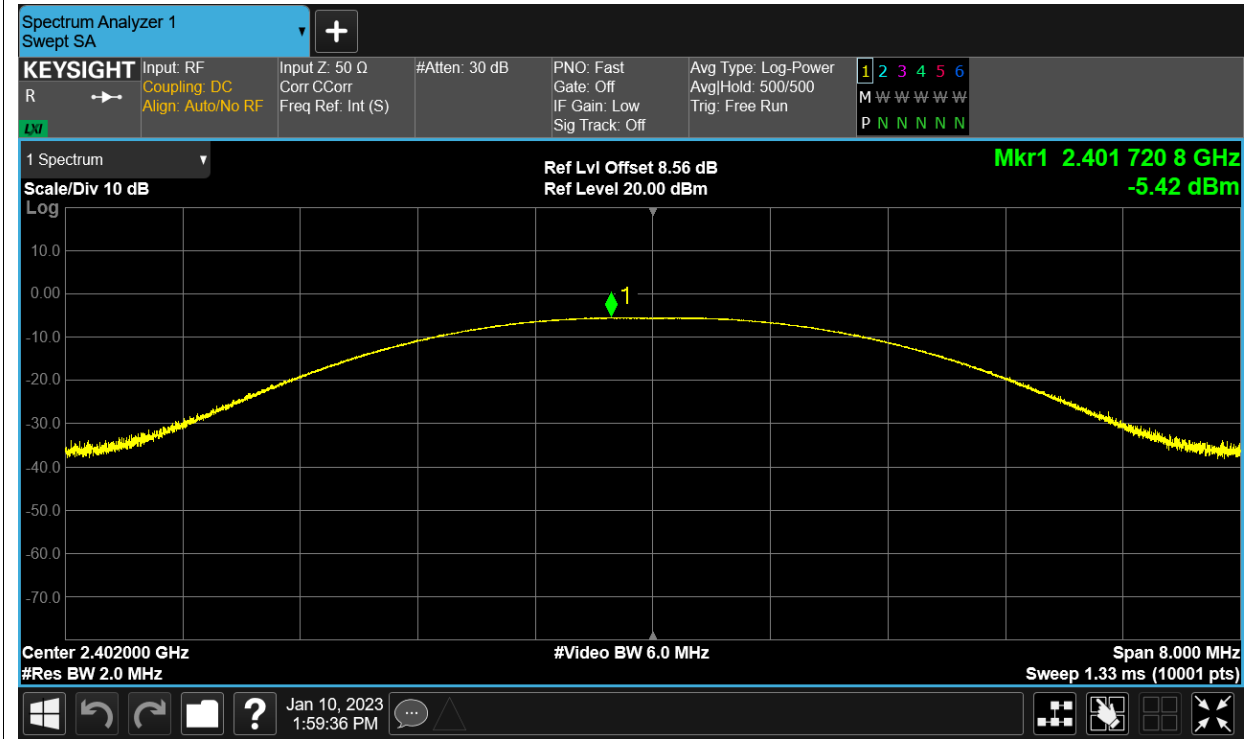 Spectrum Analyzer 1
Swept SA
KEYSIGHT
R
LXI
Input: RF
Coupling: DC
Align: Auto/No RF
Input Z: 50 Ω
Corr CCorr
Freq Ref: Int (S)
#Atten: 30 dB
PNO: Fast
Gate: Off
IF Gain: Low
Sig Track: Off
Avg Type: Log-Power
Avg|Hold: 500/500
Trig: Free Run
1 2 3 4 5 6
M W W W W W
P N N N N N
1 Spectrum
Scale/Div 10 dB
Log
Ref Lvl Offset 8.56 dB
Ref Level 20.00 dBm
Mkr1 2.401 720 8 GHz
-5.42 dBm
10.0
0.00
1
-10.0
-20.0
-30.0
-40.0
-50.0
-60.0
-70.0
Center 2.402000 GHz
#Res BW 2.0 MHz
#Video BW 6.0 MHz
Span 8.000 MHz
Sweep 1.33 ms (10001 pts)
?
Jan 10, 2023
1:59:36 PM